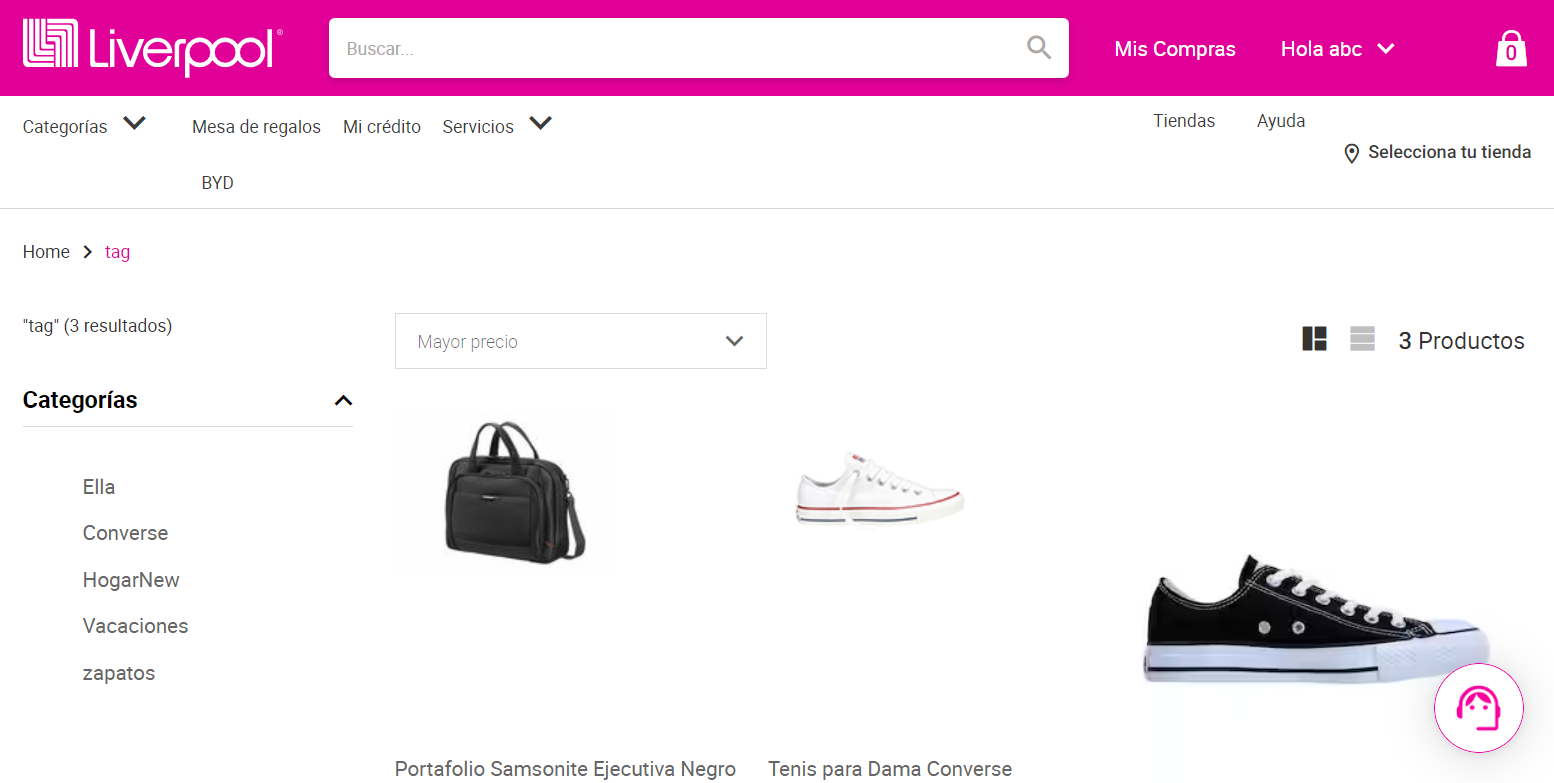 Liverpool®
Buscar...
Mis Compras
Hola abc
0
Categorías
Mesa de regalos
Mi crédito
Servicios
Tiendas
Ayuda
Selecciona tu tienda
BYD
Home
tag
"tag" (3 resultados)
Mayor precio
3 Productos
Categorías
Ella
Converse
HogarNew
Vacaciones
zapatos
Portafolio Samsonite Ejecutiva Negro
Tenis para Dama Converse